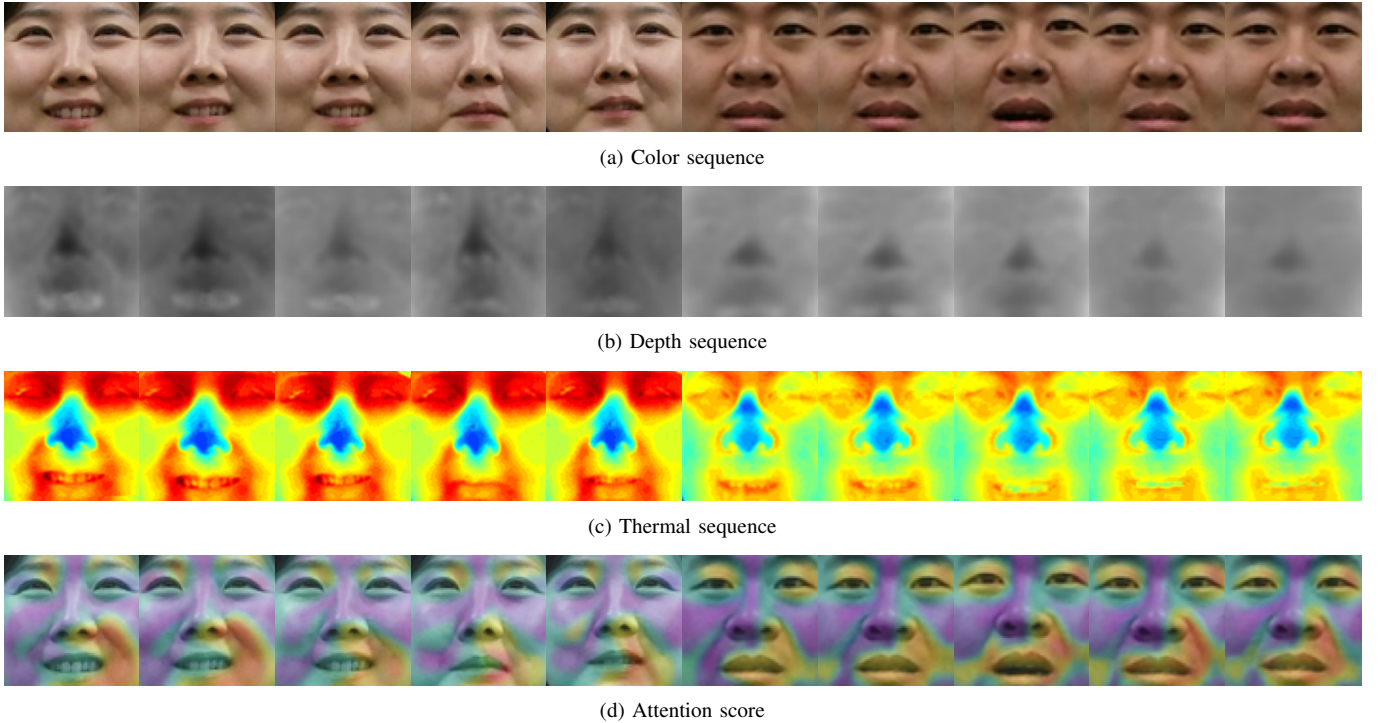 (a) Color sequence
(b) Depth sequence
(c) Thermal sequence
(d) Attention score